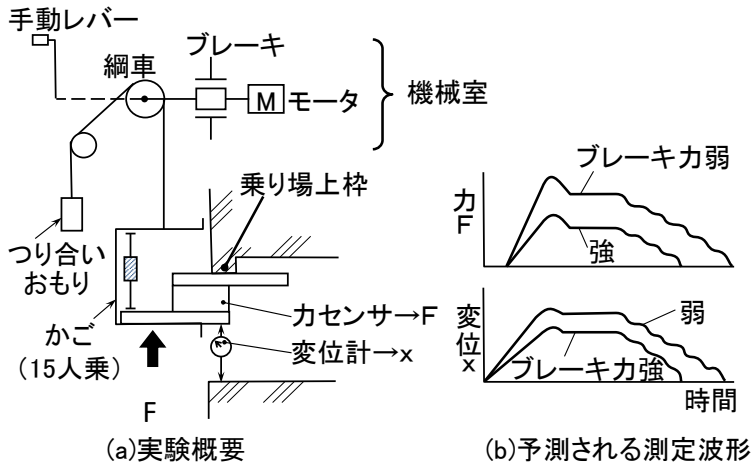 手動レバー
ブレーキ
綱車
M
モータ
機械室
乗り場上枠
つり合い
おもり
かご
(15人乗)
力センサ→F
変位計→x
F
(a)実験概要
力
F
ブレーキ力弱
強
変位x
弱
ブレーキ力強
時間
(b)予測される測定波形